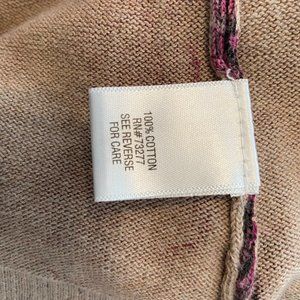 100% COTTON
RN# 73277
SEE REVERSE
FOR CARE